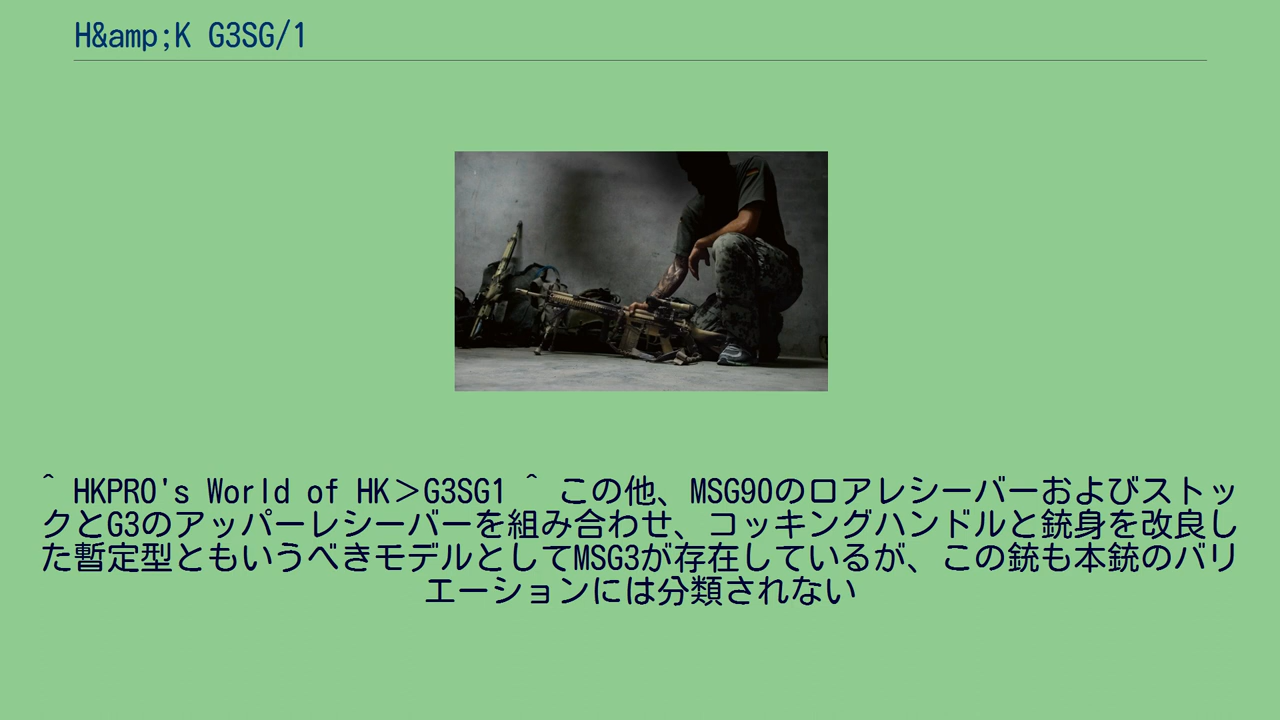 H&amp;K G3SG/1
^ HKPRO's World of HK＞G3SG1 ^ この他、MSG90のロアレシーバーおよびストッ
クとG3のアッパーレシーバーを組み合わせ、コッキングハンドルと銃身を改良し
た暫定型ともいうべきモデルとしてMSG3が存在しているが、この銃も本銃のバリ
エーションには分類されない